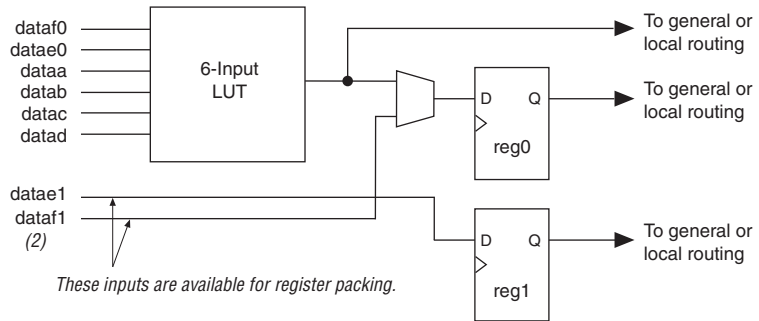 dataf0
datae0
dataa
datab
datac
datad
6-Input
LUT
To general or
local routing
D
Q
reg0
To general or
local routing
datae1
dataf1
(2)
D
Q
reg1
To general or
local routing
These inputs are available for register packing.